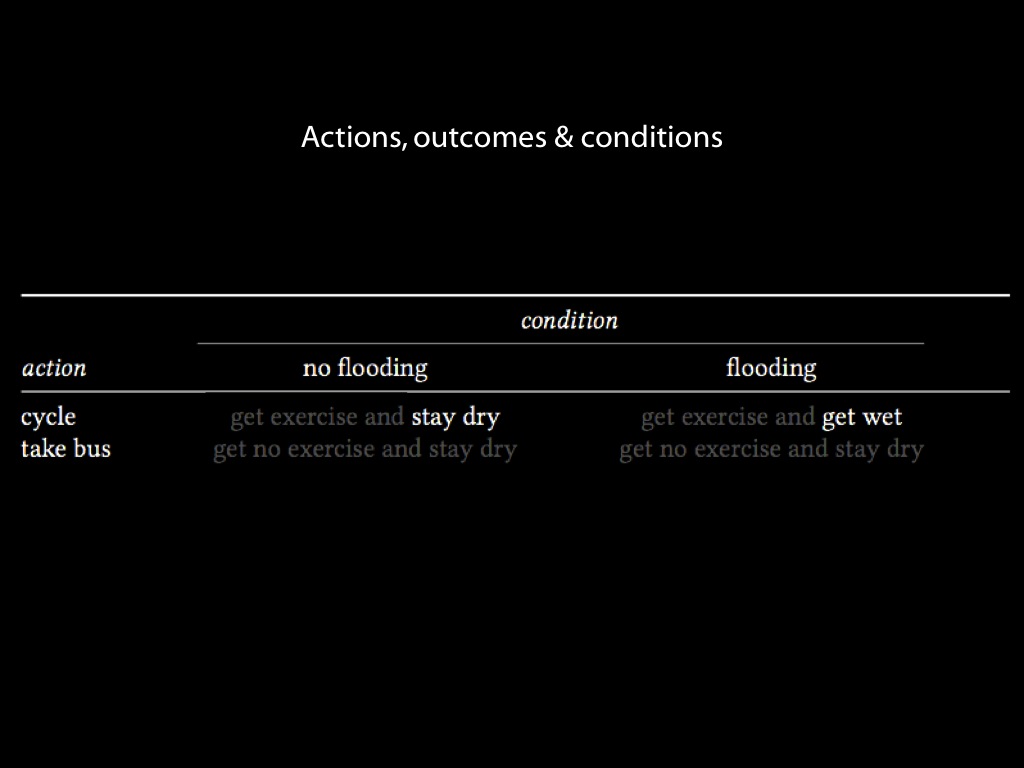 Actions, outcomes & conditions
condition
action no flooding flooding
cycle get exercise and stay dry get exercise and get wet
take bus get no exercise and stay dry get no exercise and stay dry